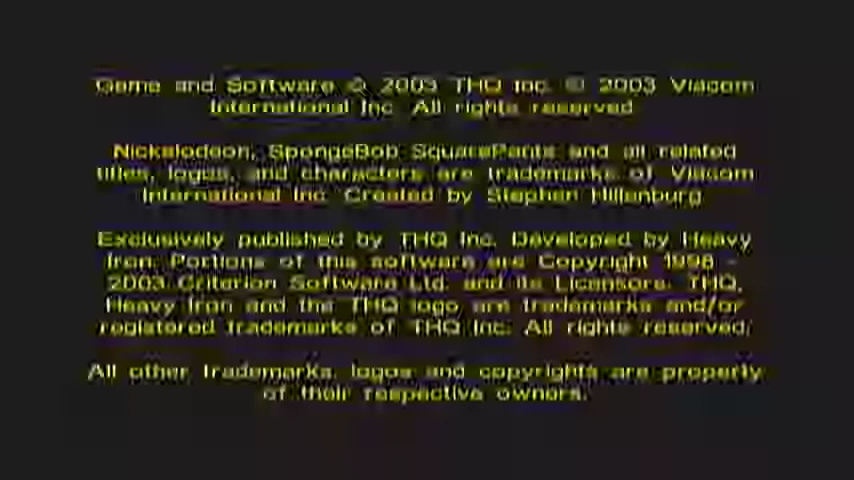 Game and Software © 2003 THQ Inc. © 2003 Viacom
International Inc. All rights reserved
Nickelodeon, SpongeBob SquarePants and all related
titles, logos, and characters are trademarks of Viacom
International Inc. Created by Stephen Hillenburg
Exclusively published by THQ Inc. Developed by Heavy
Iron. Portions of this software are Copyright 1998 -
2003 Criterion Software Ltd. and its Licensors. THQ,
Heavy Iron and the THQ logo are trademarks and/or
registered trademarks of THQ Inc. All rights reserved.
All other trademarks, logos and copyrights are property
of their respective owners.